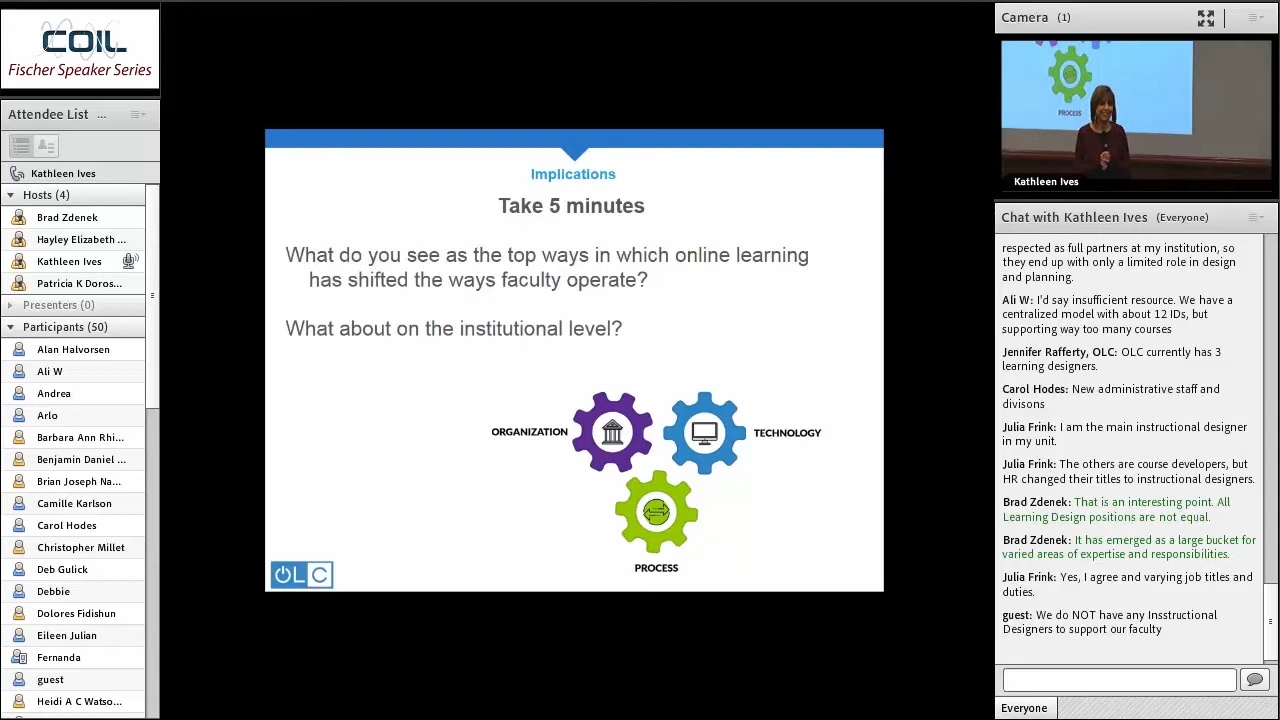 COIL
Fischer Speaker Series
Attendee List ...
Kathleen Ives
Hosts (4)
Brad Zdenek
Hayley Elizabeth ...
Kathleen Ives
Patricia K Doros...
Presenters (0)
Participants (50)
Alan Halvorsen
Ali W
Andrea
Arlo
Barbara Ann Rhi...
Benjamin Daniel ...
Brian Joseph Na...
Camille Karlson
Carol Hodes
Christopher Millet
Deb Gulick
Debbie
Dolores Fidishun
Eileen Julian
Fernanda
guest
Heidi A C Watso...
Implications
Take 5 minutes
What do you see as the top ways in which online learning
has shifted the ways faculty operate?
What about on the institutional level?
ORGANIZATION
TECHNOLOGY
PROCESS
OLC
Camera (1)
PROCESS
Kathleen Ives
Chat with Kathleen Ives (Everyone)
respected as full partners at my institution, so
they end up with only a limited role in design
and planning.
Ali W: I'd say insufficient resource. We have a
centralized model with about 12 IDs, but
supporting way too many courses
Jennifer Rafferty, OLC: OLC currently has 3
learning designers.
Carol Hodes: New administrative staff and
divisons
Julia Frink: I am the main instructional designer
in my unit.
Julia Frink: The others are course developers, but
HR changed their titles to instructional designers.
Brad Zdenek: That is an interesting point. All
Learning Design positions are not equal.
Brad Zdenek: It has emerged as a large bucket for
varied areas of expertise and responsibilities.
Julia Frink: Yes, I agree and varying job titles and
duties.
guest: We do NOT have any Insstructional
Designers to support our faculty
Everyone